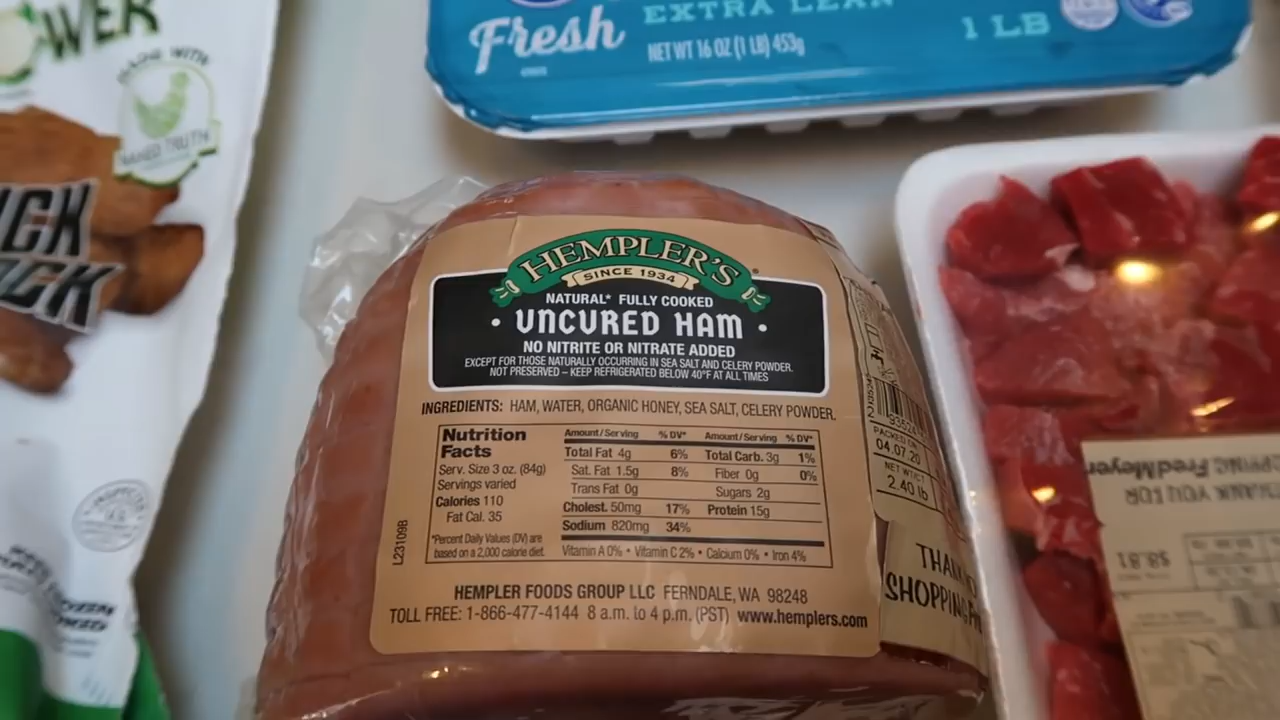 Fresh
EXTRA LEAN
NET WT 16 OZ (1 LB) 453g
1 LB
MADE WITH
NAKED TRUTH
HEMPLER'S
SINCE 1934
NATURAL* FULLY COOKED
• UNCURED HAM •
NO NITRITE OR NITRATE ADDED
EXCEPT FOR THOSE NATURALLY OCCURRING IN SEA SALT AND CELERY POWDER.
NOT PRESERVED – KEEP REFRIGERATED BELOW 40°F AT ALL TIMES
INGREDIENTS: HAM, WATER, ORGANIC HONEY, SEA SALT, CELERY POWDER.
Nutrition
Facts
Serv. Size 3 oz. (84g)
Servings varied
Calories 110
Fat Cal. 35
*Percent Daily Values (DV) are
based on a 2,000 calorie diet.
Amount/Serving % DV* Amount/Serving % DV*
Total Fat 4g 6% Total Carb. 3g 1%
Sat. Fat 1.5g 8% Fiber 0g 0%
Trans Fat 0g Sugars 2g
Cholest. 50mg 17% Protein 15g
Sodium 820mg 34%
Vitamin A 0% • Vitamin C 2% • Calcium 0% • Iron 4%
L23109B
HEMPLER FOODS GROUP LLC FERNDALE, WA 98248
TOLL FREE: 1-866-477-4144 8 a.m. to 4 p.m. (PST) www.hemplers.com
PACKED ON
04.07.20
NET WT/CT
2.40 lb
SHOPPING
THANK YOU FOR
FredMeyer
$8.81